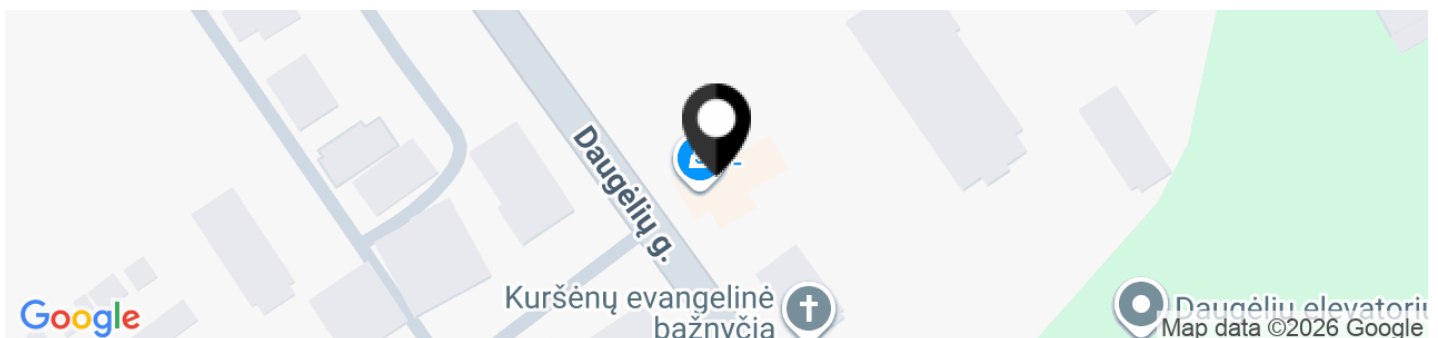 Daugėlių g.
Kuršėnų evangelinė
bažnyčia
Daugėlių elevatoriu
Google
Map data ©2026 Google